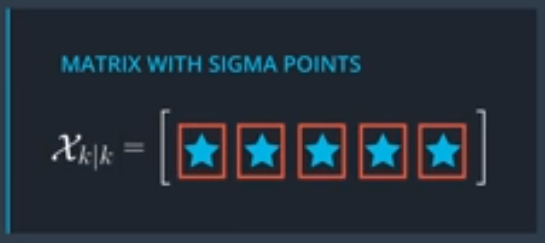 MATRIX WITH SIGMA POINTS
𝒳k|k = [ ★ ★ ★ ★ ★ ]